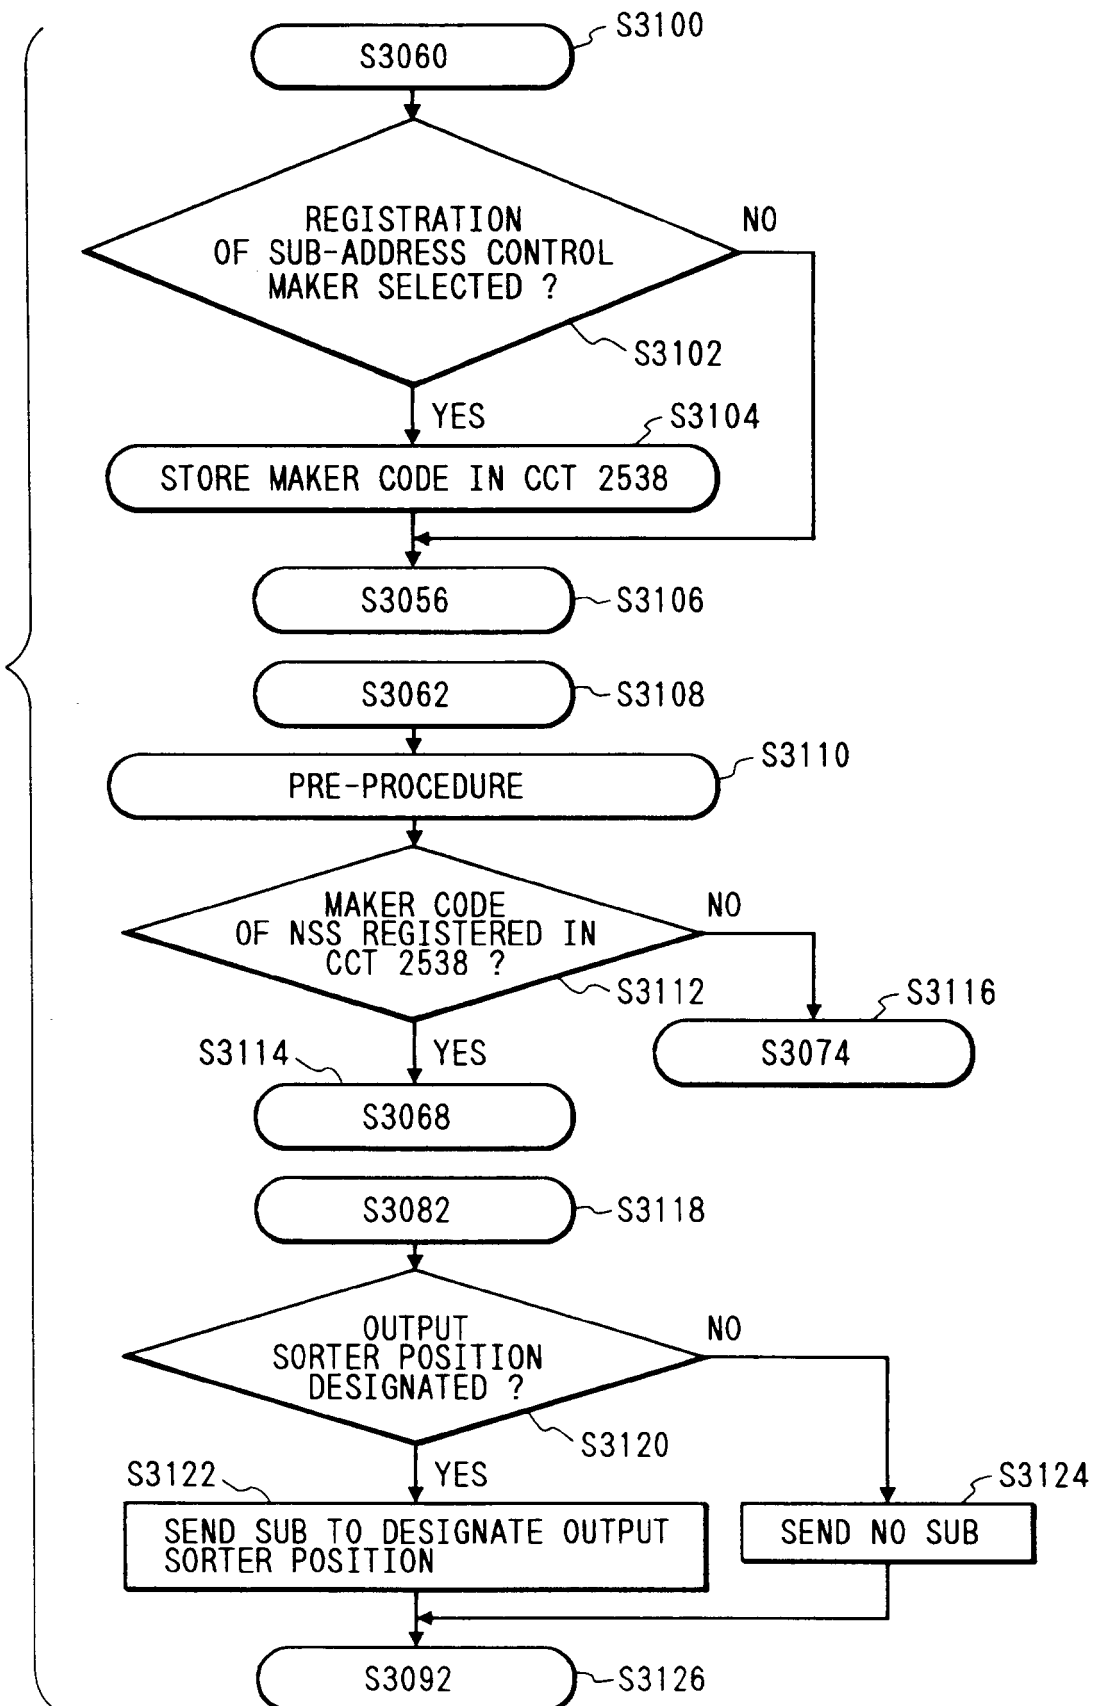 S3060
S3100
REGISTRATION
OF SUB-ADDRESS CONTROL
MAKER SELECTED ?
NO
S3102
YES
S3104
STORE MAKER CODE IN CCT 2538
S3056
S3106
S3062
S3108
S3110
PRE-PROCEDURE
MAKER CODE
OF NSS REGISTERED IN
CCT 2538 ?
NO
S3112
S3116
S3074
YES
S3114
S3068
S3082
S3118
OUTPUT
SORTER POSITION
DESIGNATED ?
NO
S3120
YES
S3122
SEND SUB TO DESIGNATE OUTPUT
SORTER POSITION
S3124
SEND NO SUB
S3092
S3126